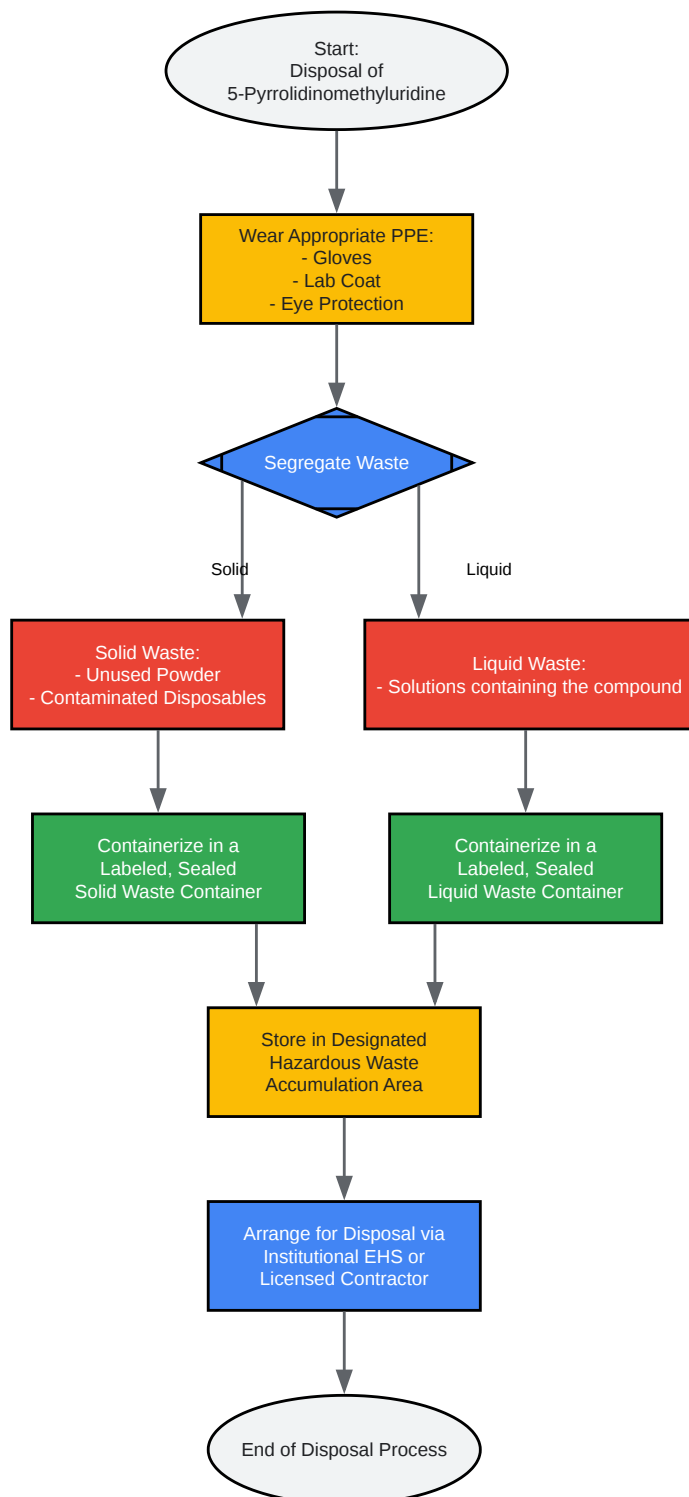 Start:
Disposal of
5-Pyrrolidinomethyluridine
Wear Appropriate PPE:
- Gloves
- Lab Coat
- Eye Protection
Segregate Waste
Solid
Liquid
Solid Waste:
- Unused Powder
- Contaminated Disposables
Liquid Waste:
- Solutions containing the compound
Containerize in a
Labeled, Sealed
Solid Waste Container
Containerize in a
Labeled, Sealed
Liquid Waste Container
Store in Designated
Hazardous Waste
Accumulation Area
Arrange for Disposal via
Institutional EHS or
Licensed Contractor
End of Disposal Process